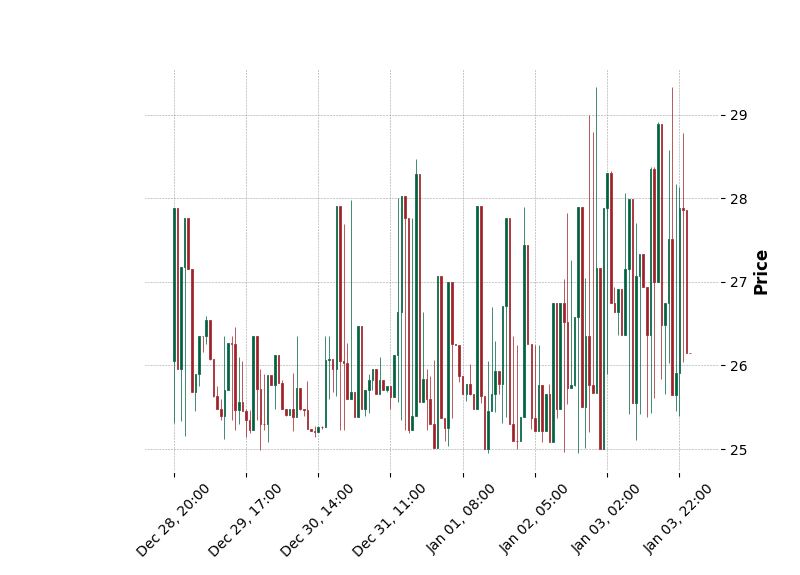 29
28
27
26
25
Price
Dec 28, 20:00
Dec 29, 17:00
Dec 30, 14:00
Dec 31, 11:00
Jan 01, 08:00
Jan 02, 05:00
Jan 03, 02:00
Jan 03, 22:00